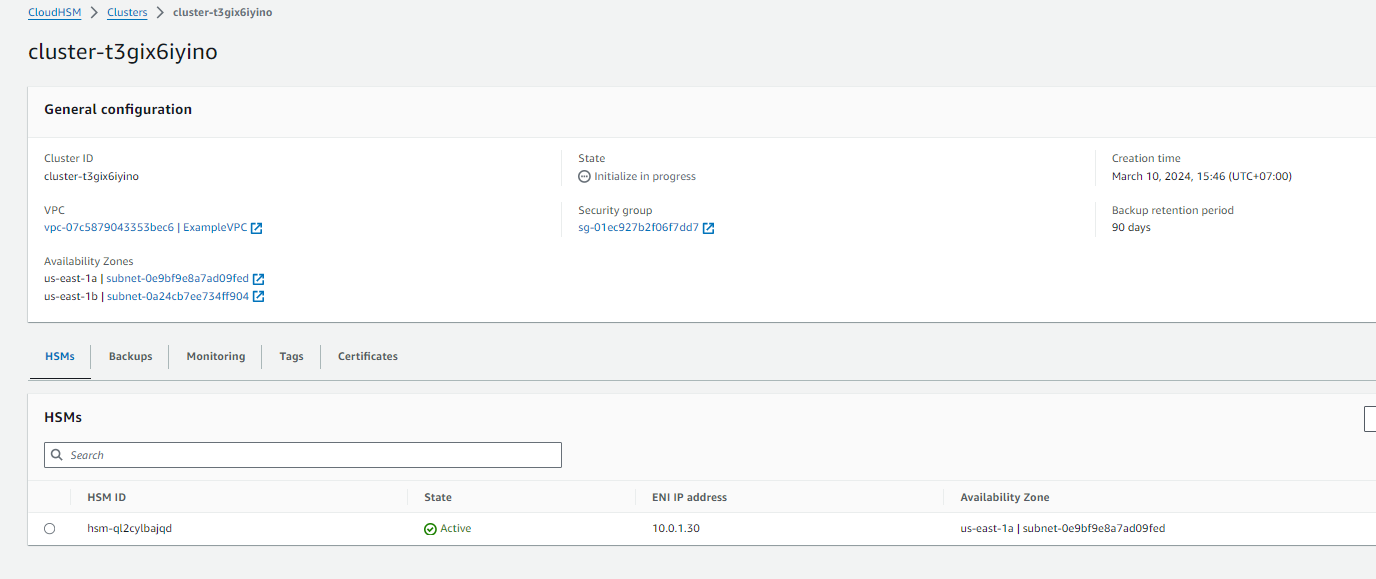 CloudHSM > Clusters > cluster-t3gix6iyino
cluster-t3gix6iyino
General configuration
Cluster ID
cluster-t3gix6iyino
State
Initialize in progress
Creation time
March 10, 2024, 15:46 (UTC+07:00)
VPC
vpc-07c5879043353bec6 | ExampleVPC
Security group
sg-01ec927b2f06f7dd7
Backup retention period
90 days
Availability Zones
us-east-1a | subnet-0e9bf9e8a7ad09fed
us-east-1b | subnet-0a24cb7ee734ff904
HSMs Backups Monitoring Tags Certificates
HSMs
Search
HSM ID State ENI IP address Availability Zone
hsm-ql2cylbajqd Active 10.0.1.30 us-east-1a | subnet-0e9bf9e8a7ad09fed